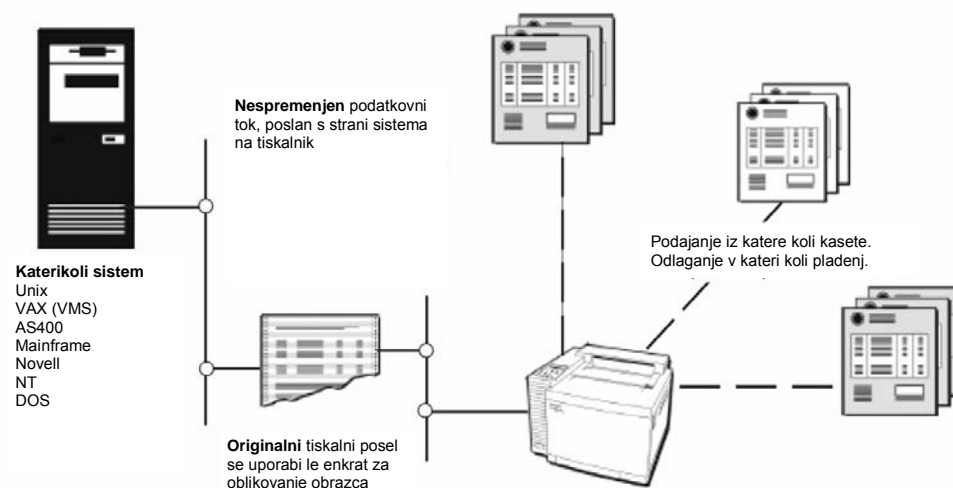 Nespremenjen podatkovni
tok, poslan s strani sistema
na tiskalnik
Podajanje iz katere koli kasete.
Odlaganje v kateri koli pladenj.
Katerikoli sistem
Unix
VAX (VMS)
AS400
Mainframe
Novell
NT
DOS
Originalni tiskalni posel
se uporabi le enkrat za
oblikovanje obrazca